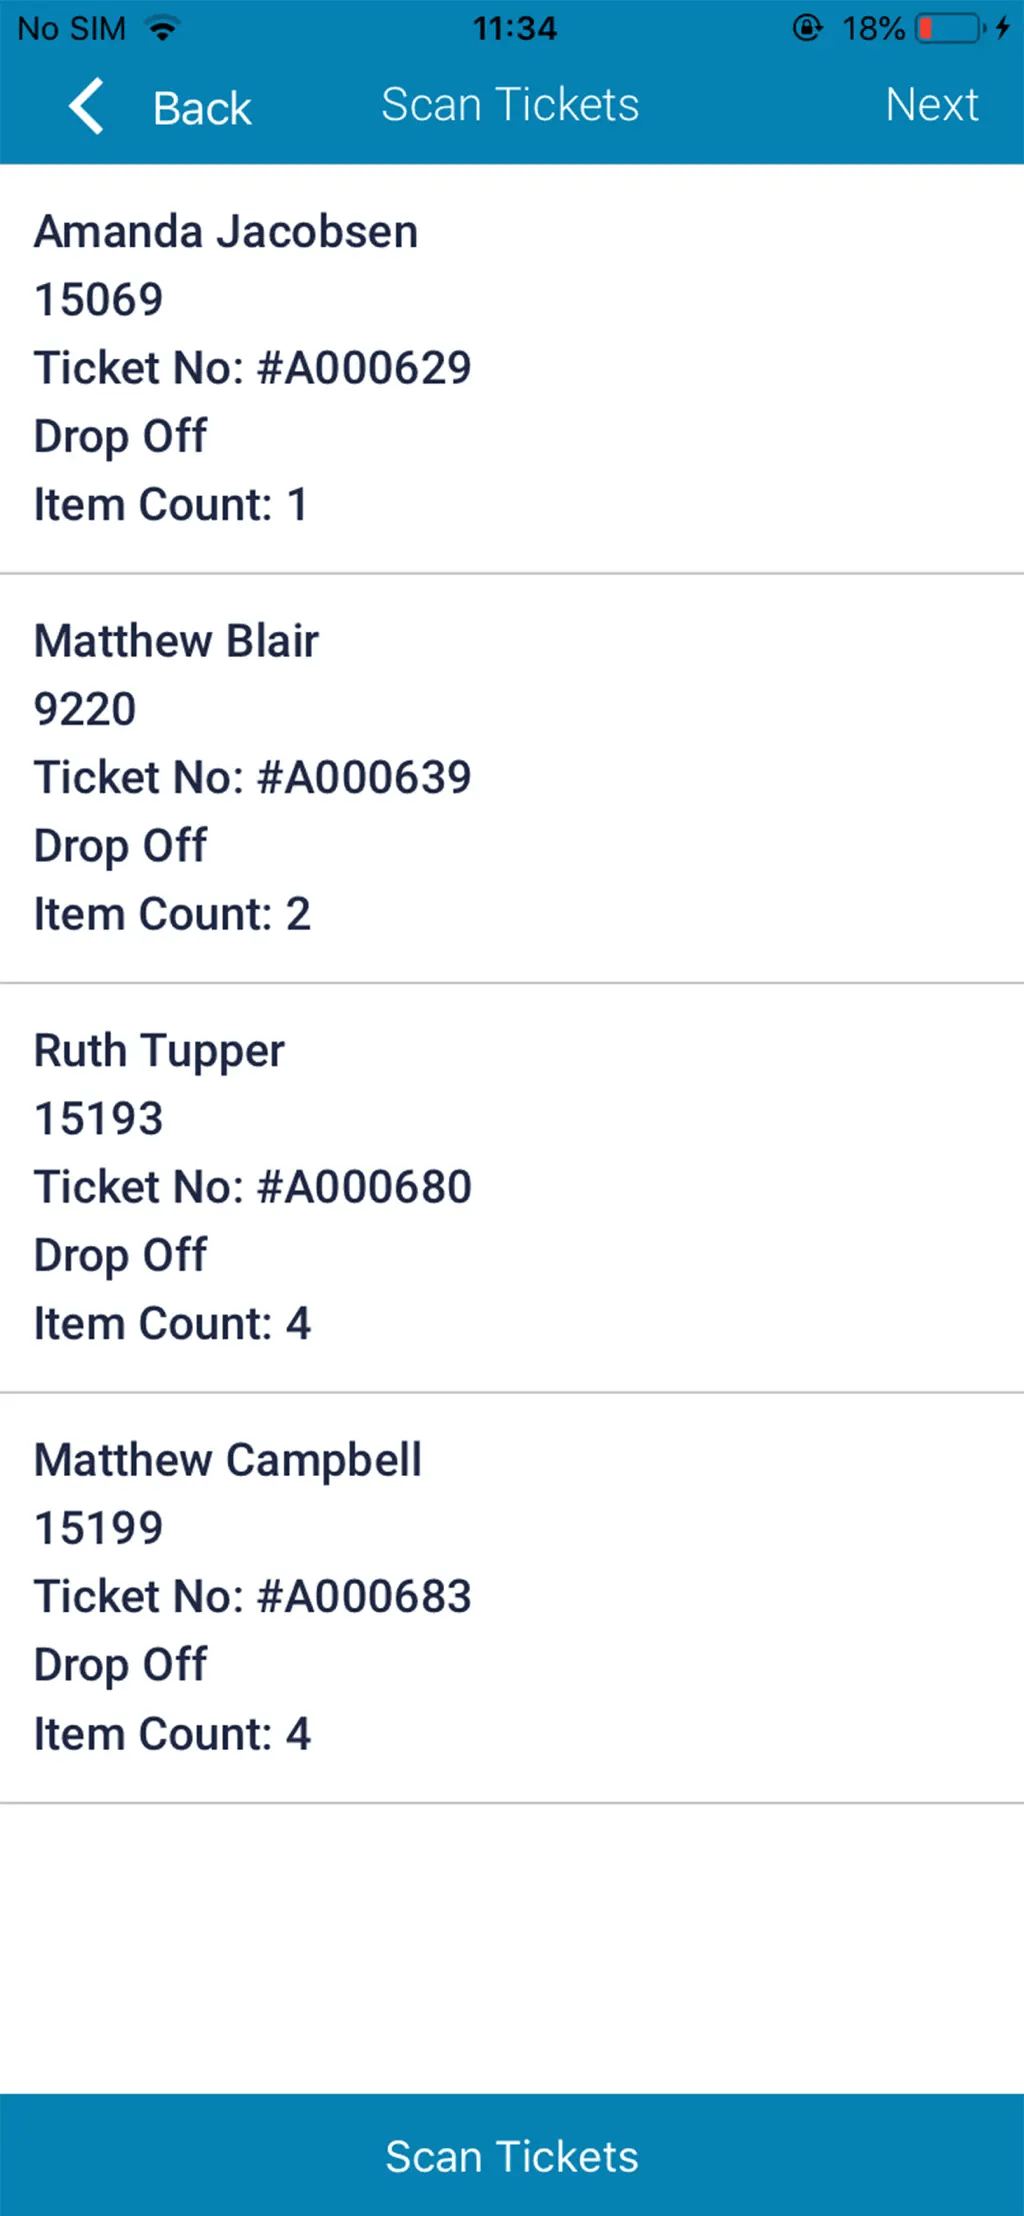 No SIM 11:34 18%
Back Scan Tickets Next
Amanda Jacobsen
15069
Ticket No: #A000629
Drop Off
Item Count: 1
Matthew Blair
9220
Ticket No: #A000639
Drop Off
Item Count: 2
Ruth Tupper
15193
Ticket No: #A000680
Drop Off
Item Count: 4
Matthew Campbell
15199
Ticket No: #A000683
Drop Off
Item Count: 4
Scan Tickets